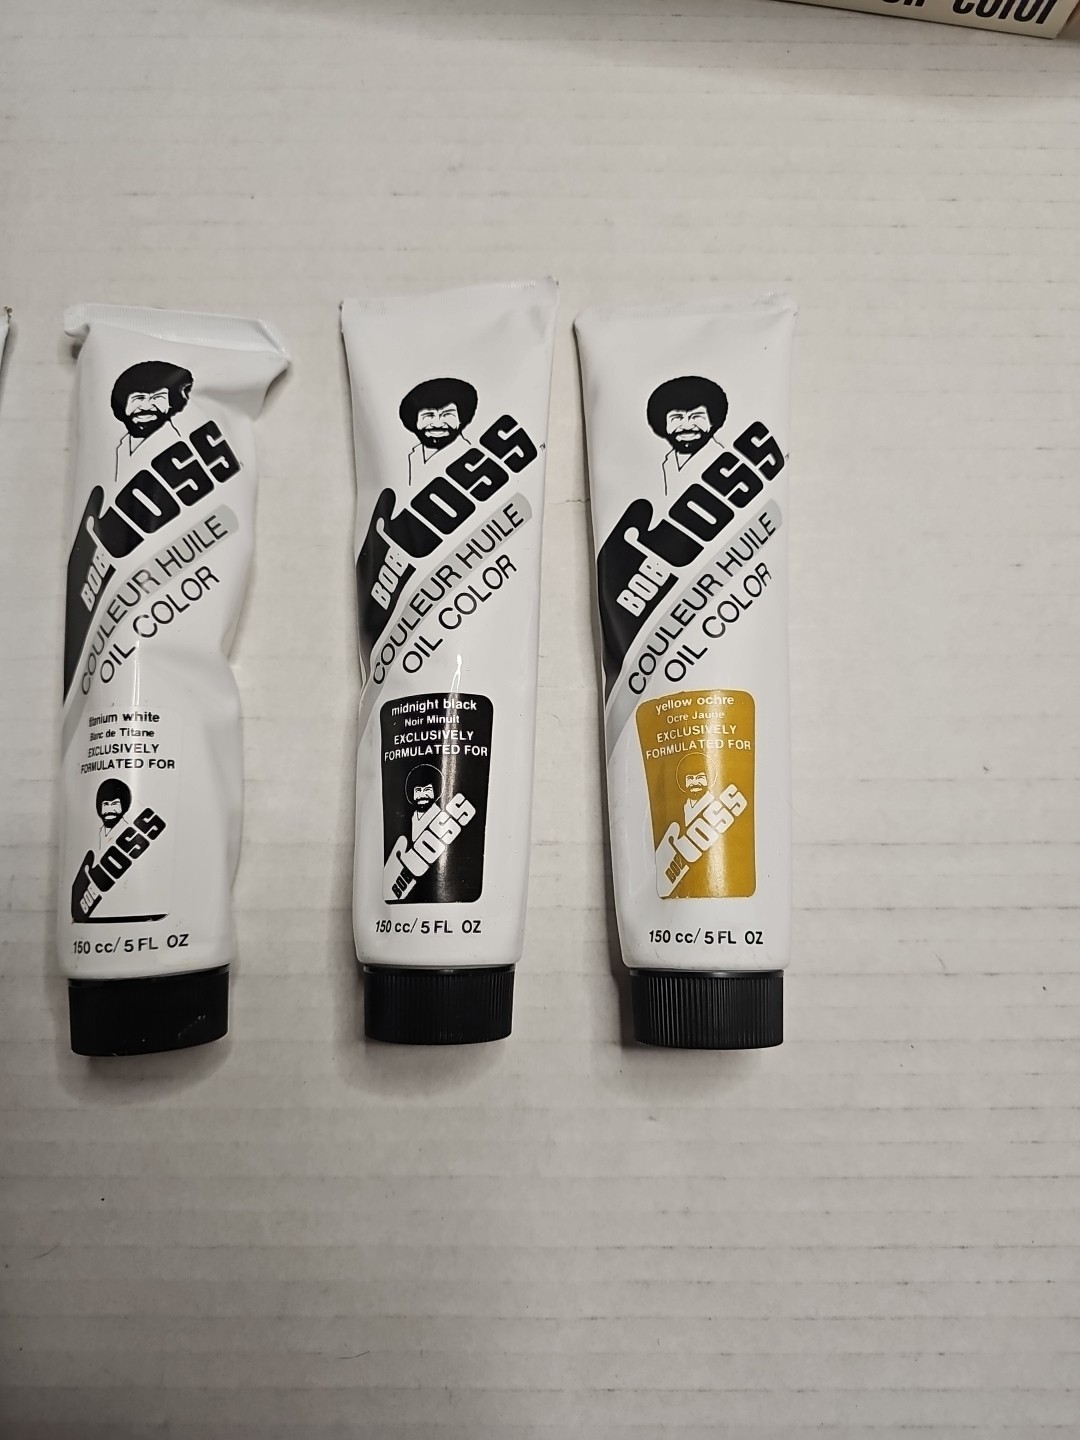 color
BOB ROSS
COULEUR HUILE
OIL COLOR
titanium white
Blanc de Titane
EXCLUSIVELY
FORMULATED FOR
BOB ROSS
150 cc/ 5 FL OZ
BOB ROSS
TM
COULEUR HUILE
OIL COLOR
midnight black
Noir Minuit
EXCLUSIVELY
FORMULATED FOR
BOB ROSS
150 cc/ 5 FL OZ
BOB ROSS
TM
COULEUR HUILE
OIL COLOR
yellow ochre
Ocre Jaune
EXCLUSIVELY
FORMULATED FOR
BOB ROSS
150 cc/ 5 FL OZ